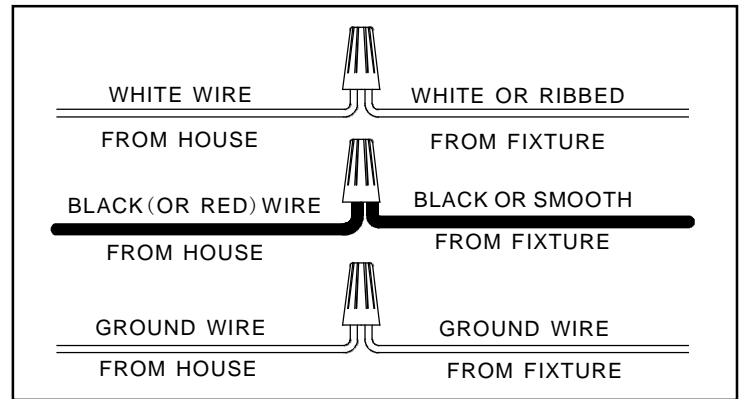 WHITE WIRE
FROM HOUSE
WHITE OR RIBBED
FROM FIXTURE
BLACK(OR RED)WIRE
FROM HOUSE
BLACK OR SMOOTH
FROM FIXTURE
GROUND WIRE
FROM HOUSE
GROUND WIRE
FROM FIXTURE